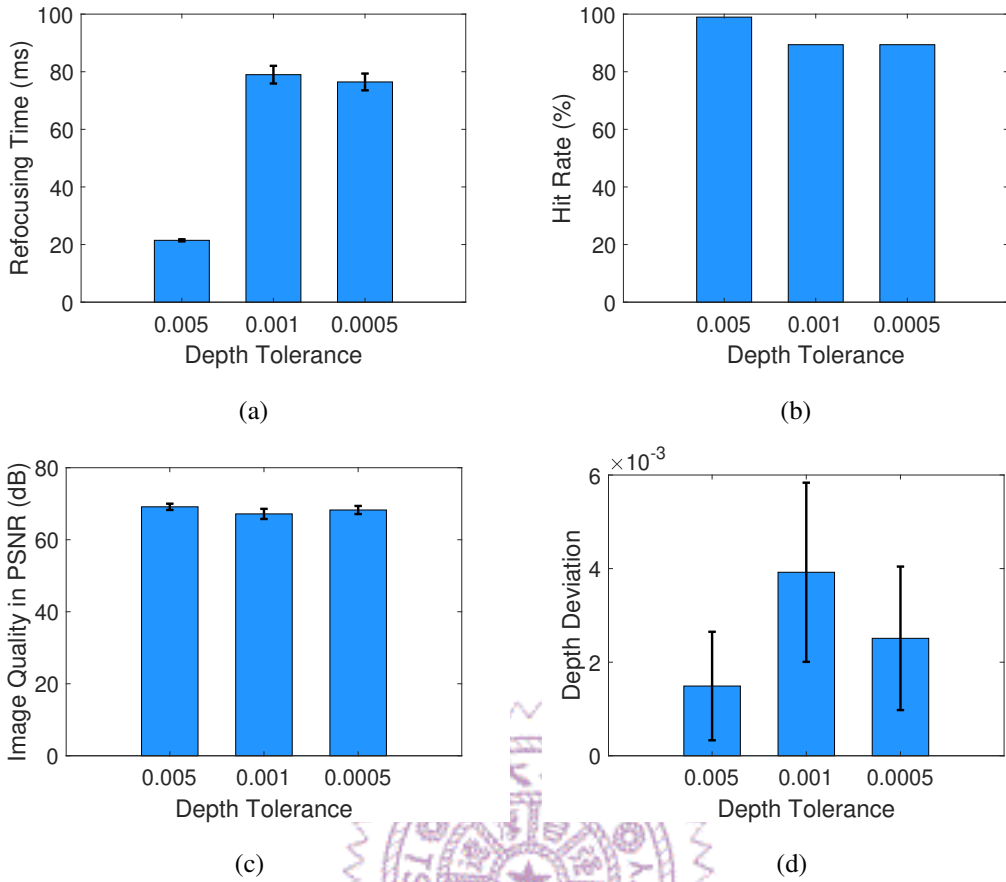 Refocusing Time (ms)
100
80
60
40
20
0
0.005 0.001 0.0005
Depth Tolerance
(a)
Hit Rate (%)
100
80
60
40
20
0
0.005 0.001 0.0005
Depth Tolerance
(b)
Image Quality in PSNR (dB)
80
60
40
20
0
0.005 0.001 0.0005
Depth Tolerance
(c)
Depth Deviation
×10⁻³
6
4
2
0
0.005 0.001 0.0005
Depth Tolerance
(d)